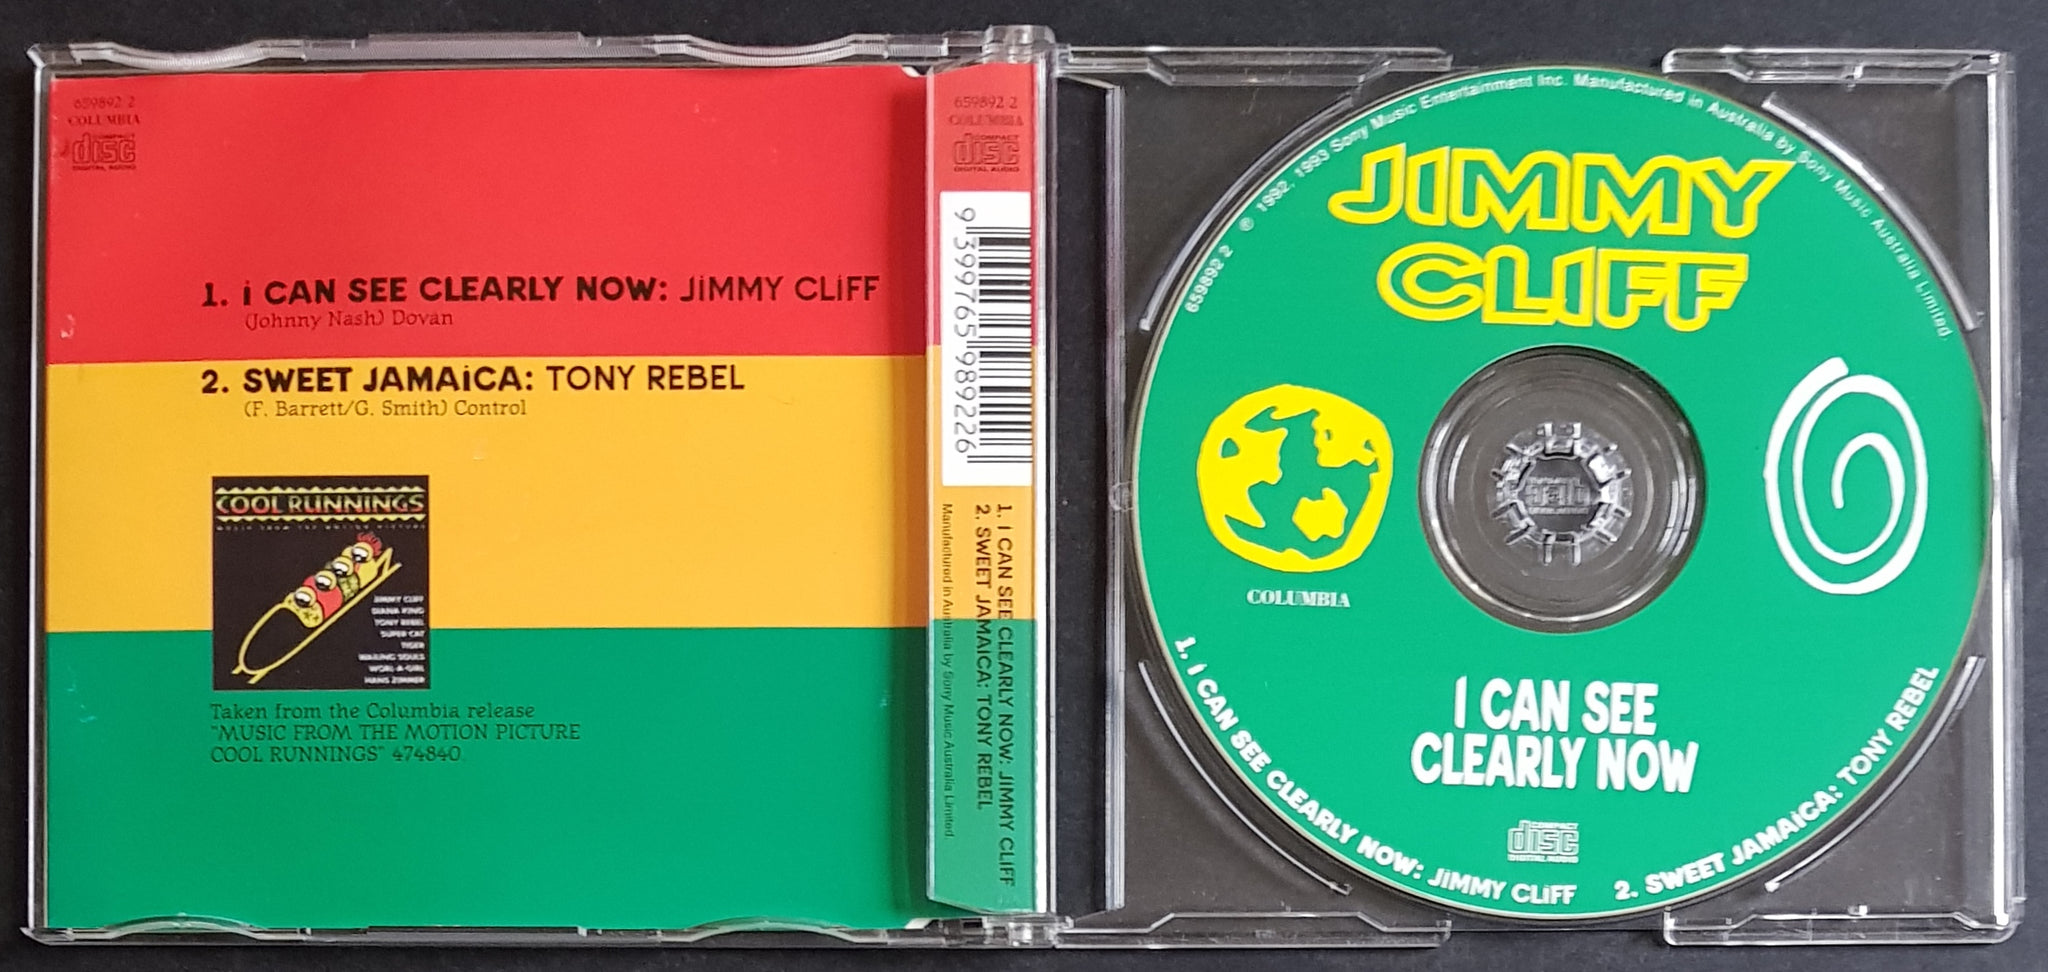 659892 2
COLUMBIA
COMPACT
disc
DIGITAL AUDIO
1. i CAN SEE CLEARLY NOW: JiMMY CLiFF
(Johnny Nash) Dovan
2. SWEET JAMAiCA: TONY REBEL
(F. Barrett/G. Smith) Control
COOL RUNNINGS
MUSIC FROM THE MOTION PICTURE
JIMMY CLIFF
DIANA KING
TONY REBEL
SUPER CAT
TIGER
WAILING SOULS
WORL-A-GIRL
HANS ZIMMER
Taken from the Columbia release
"MUSIC FROM THE MOTION PICTURE
COOL RUNNINGS" 474840
659892 2
COLUMBIA
COMPACT
disc
DIGITAL AUDIO
9 399765 989226
1. i CAN SEE CLEARLY NOW: JiMMY CLiFF
2. SWEET JAMAiCA: TONY REBEL
Manufactured in Australia by Sony Music Australia Limited.
659892 2 ℗ 1992, 1993 Sony Music Entertainment Inc. Manufactured in Australia by Sony Music Australia Limited.
JIMMY
CLIFF
COLUMBIA
I CAN SEE
CLEARLY NOW
COMPACT
disc
DIGITAL AUDIO
1. i CAN SEE CLEARLY NOW: JiMMY CLiFF
2. SWEET JAMAiCA: TONY REBEL